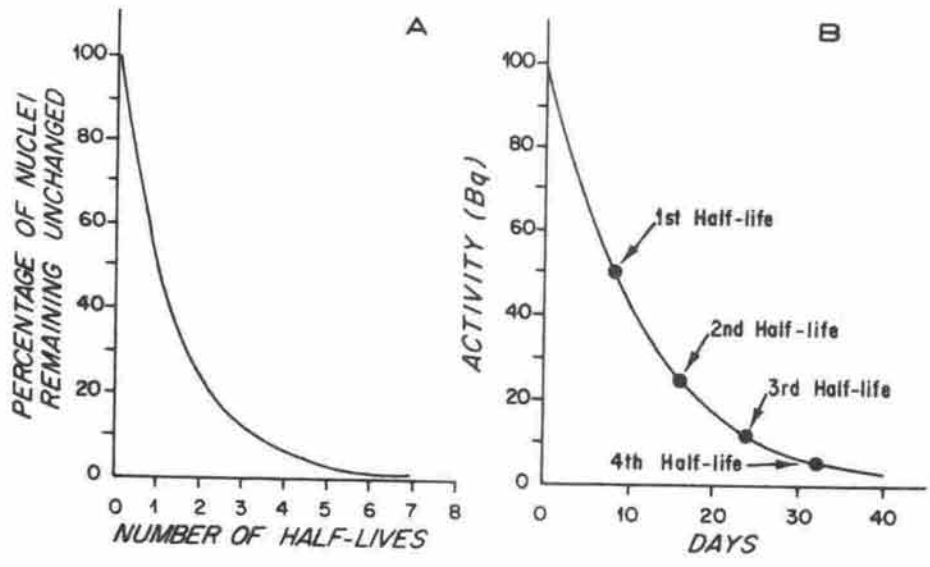 A
PERCENTAGE OF NUCLEI
REMAINING UNCHANGED
100
80
60
40
20
0
0 1 2 3 4 5 6 7 8
NUMBER OF HALF-LIVES
B
ACTIVITY (Bq)
100
80
60
40
20
0
1st Half-life
2nd Half-life
3rd Half-life
4th Half-life
0 10 20 30 40
DAYS